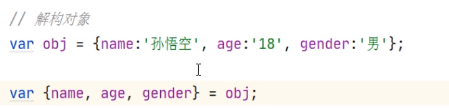 // 解构对象
var obj = {name:'孙悟空', age:'18', gender:'男'};
var {name, age, gender} = obj;